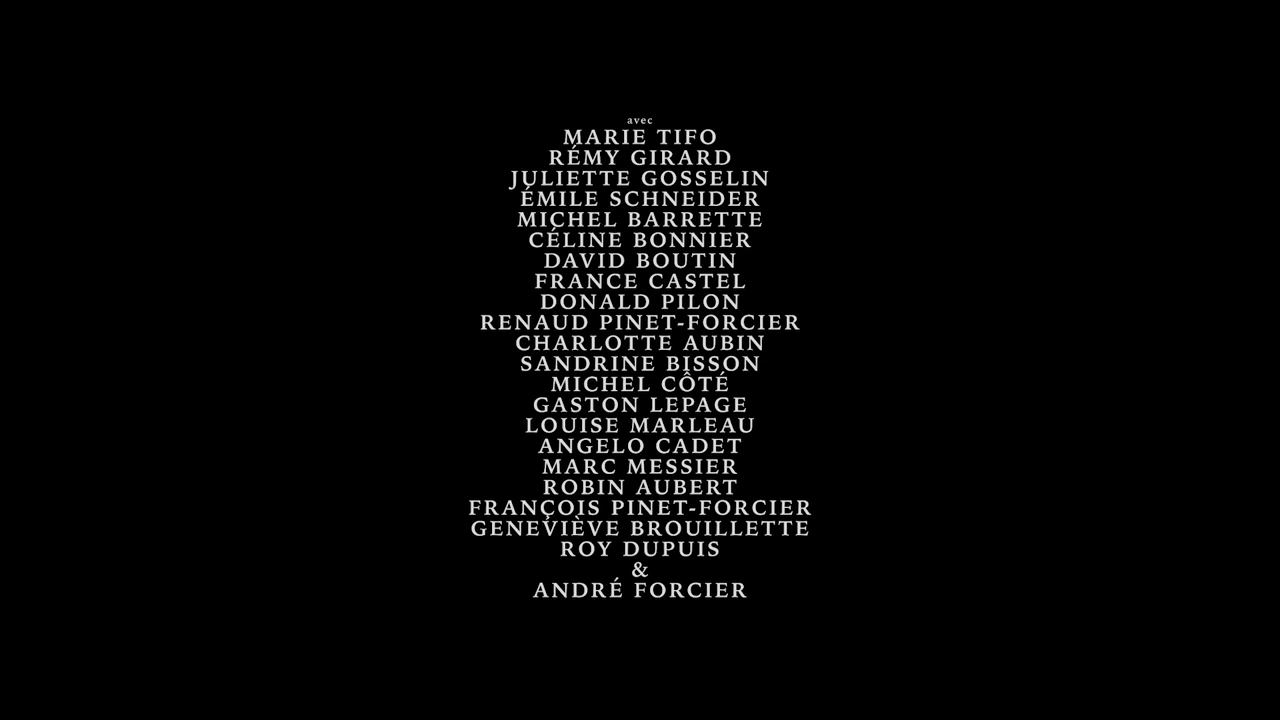 avec
MARIE TIFO
RÉMY GIRARD
JULIETTE GOSSELIN
ÉMILE SCHNEIDER
MICHEL BARRETTE
CÉLINE BONNIER
DAVID BOUTIN
FRANCE CASTEL
DONALD PILON
RENAUD PINET-FORCIER
CHARLOTTE AUBIN
SANDRINE BISSON
MICHEL CÔTÉ
GASTON LEPAGE
LOUISE MARLEAU
ANGELO CADET
MARC MESSIER
ROBIN AUBERT
FRANÇOIS PINET-FORCIER
GENEVIÈVE BROUILLETTE
ROY DUPUIS
&
ANDRÉ FORCIER